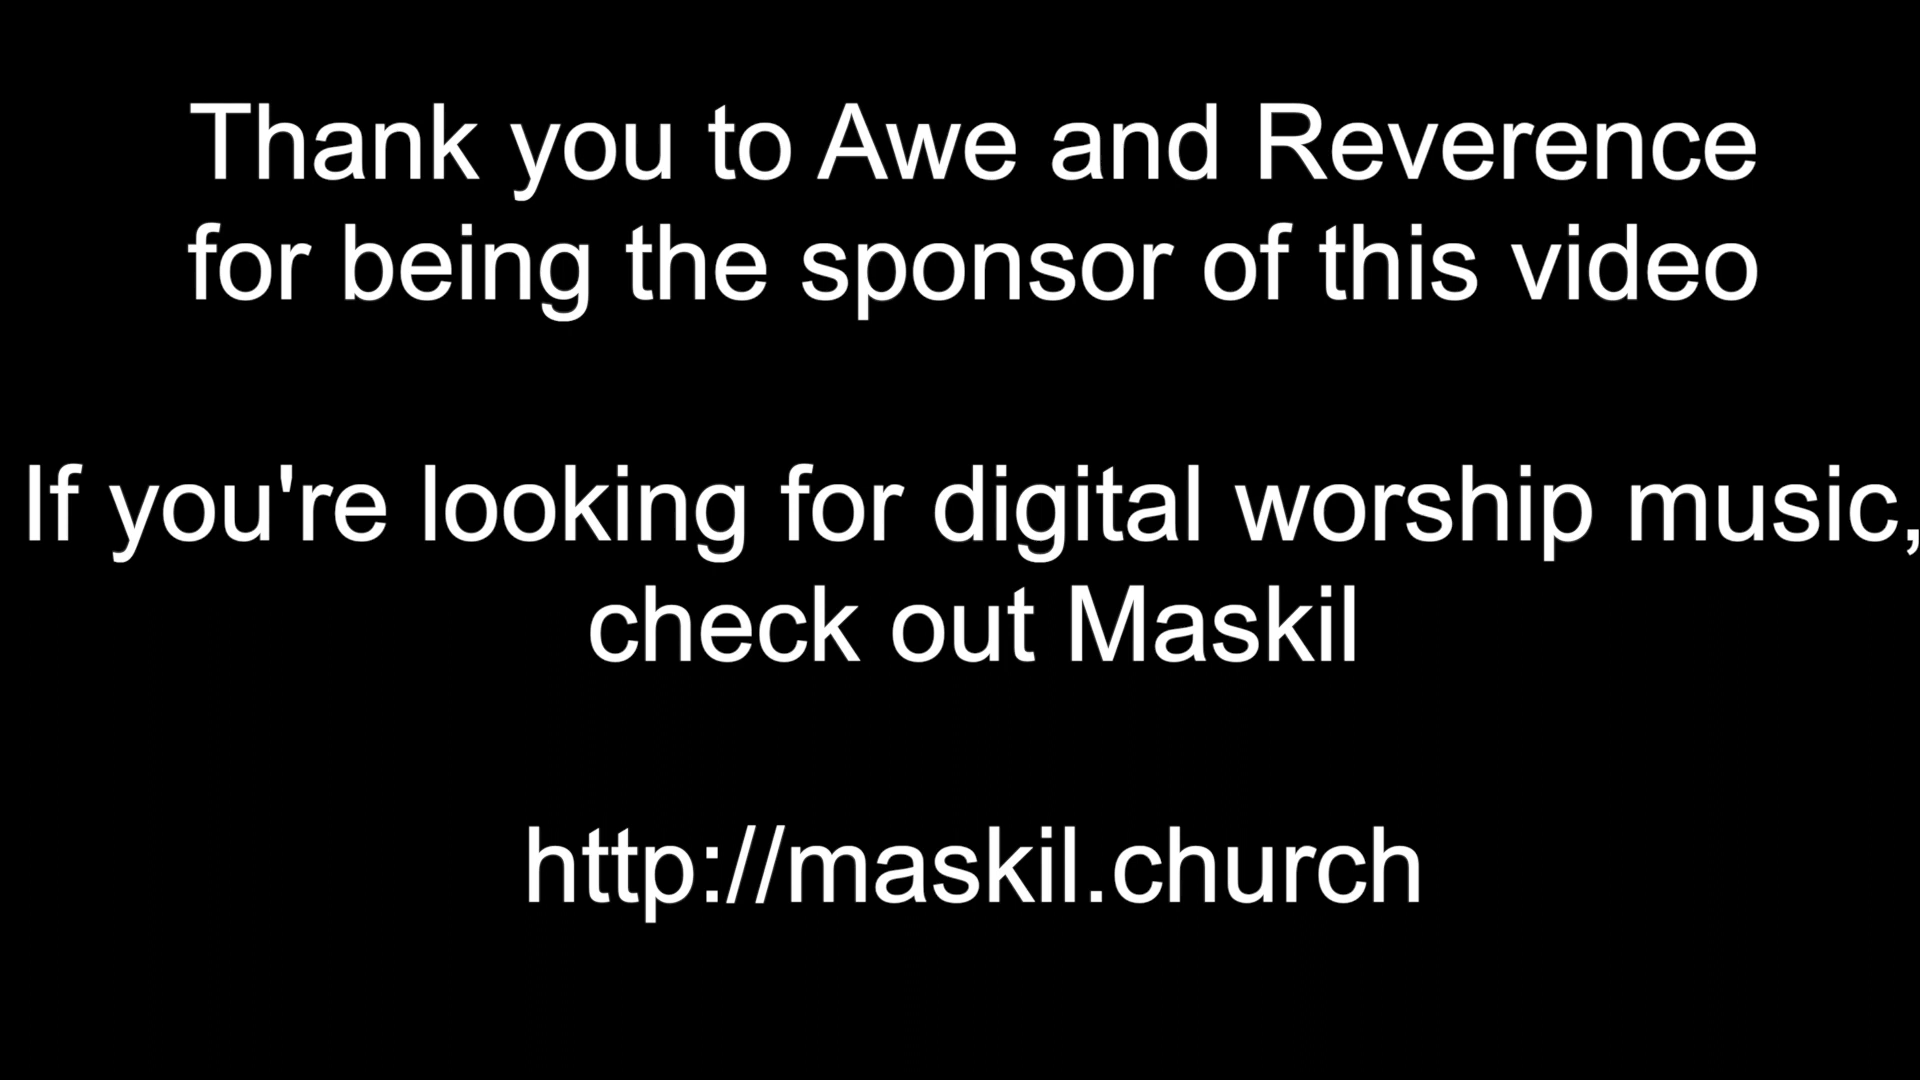 Thank you to Awe and Reverence
for being the sponsor of this video
If you're looking for digital worship music,
check out Maskil
http://maskil.church